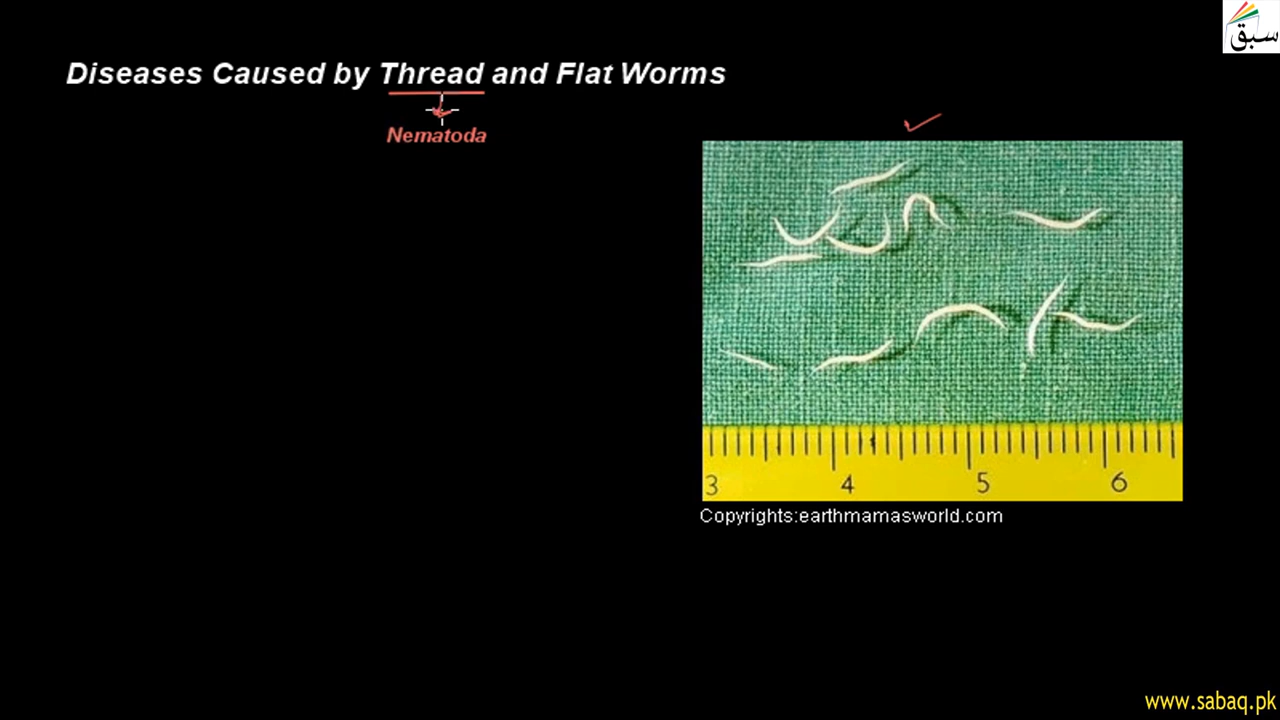 سبق
Diseases Caused by Thread and Flat Worms
Nematoda
3 4 5 6
Copyrights:earthmamasworld.com
www.sabaq.pk